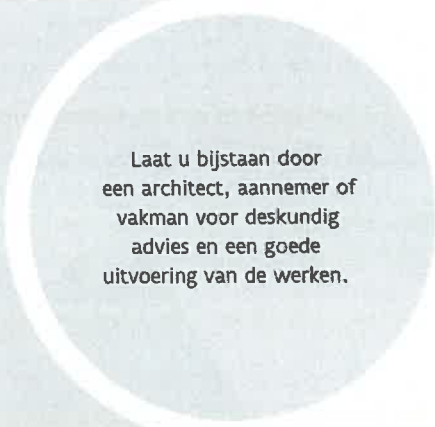 Laat u bijstaan door
een architect, aannemer of
vakman voor deskundig
advies en een goede
uitvoering van de werken.